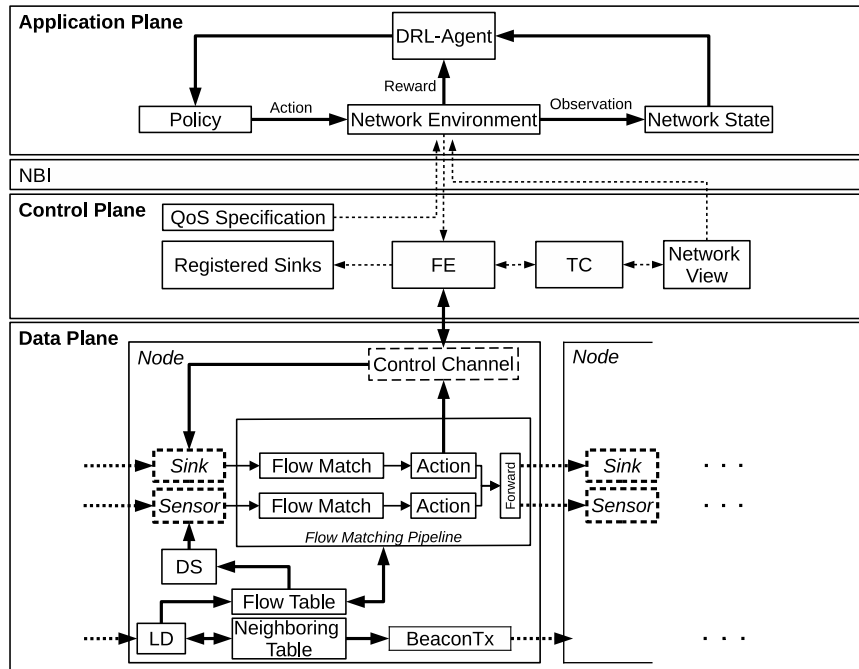 Application Plane
DRL-Agent
Reward
Action
Observation
Policy
Network Environment
Network State
NBI
Control Plane
QoS Specification
Registered Sinks
FE
TC
Network
View
Data Plane
Node
Control Channel
Node
Sink
Flow Match
Action
Forward
Sink
. . .
Sensor
Flow Match
Action
Sensor
. . .
Flow Matching Pipeline
DS
Flow Table
LD
Neighboring
Table
BeaconTx
. . .